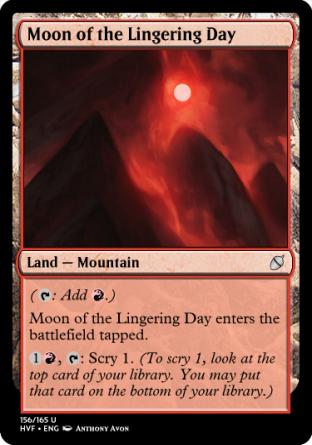 Moon of the Lingering Day
Land — Mountain
(T: Add R.)
Moon of the Lingering Day enters the
battlefield tapped.
1 R, T: Scry 1. (To scry 1, look at the
top card of your library. You may put
that card on the bottom of your library.)
156/165 U
HVF • ENG Anthony Avon